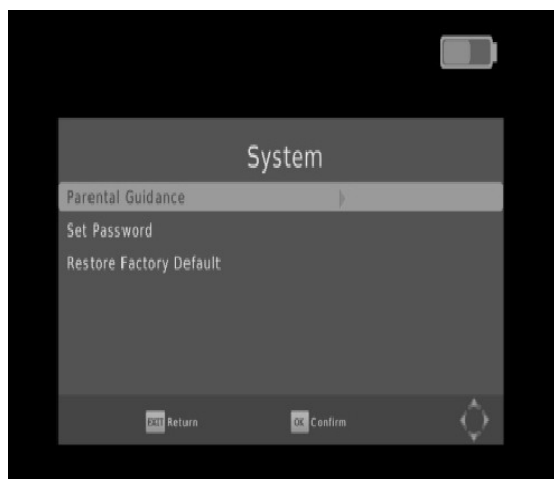 System
Parental Guidance
Set Password
Restore Factory Default
EXIT Return OK Confirm